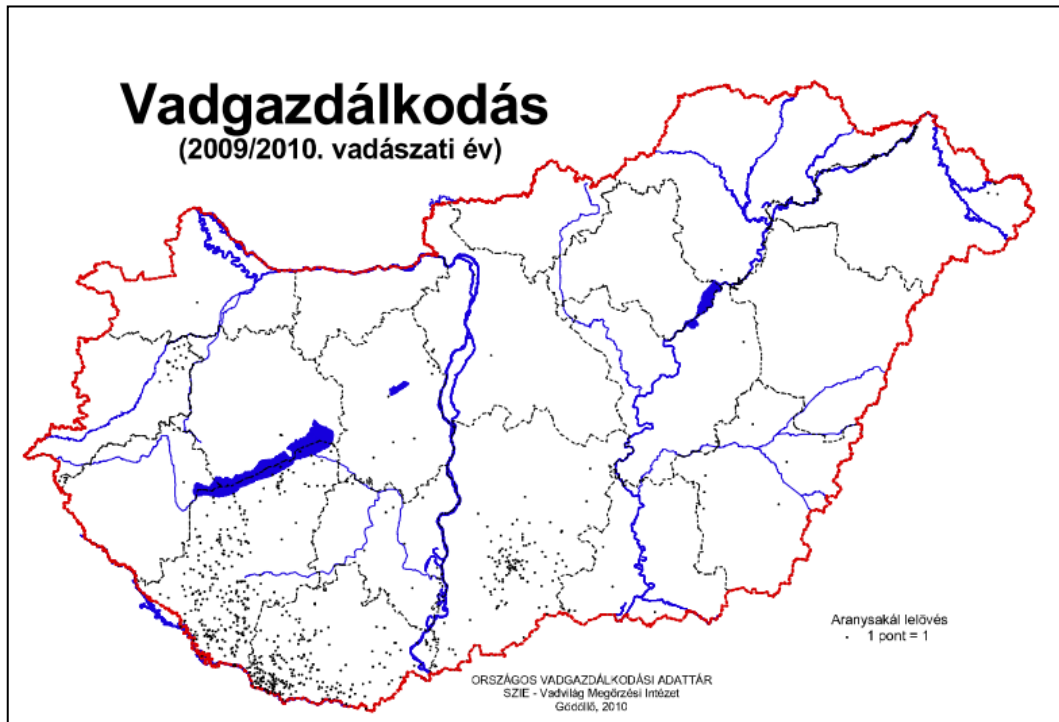 Vadgazdálkodás
(2009/2010. vadászati év)
Aranysakál lelövés
1 pont = 1
ORSZÁGOS VADGAZDÁLKODÁSI ADATTÁR
SZIE - Vadvilág Megőrzési Intézet
Gödöllő, 2010